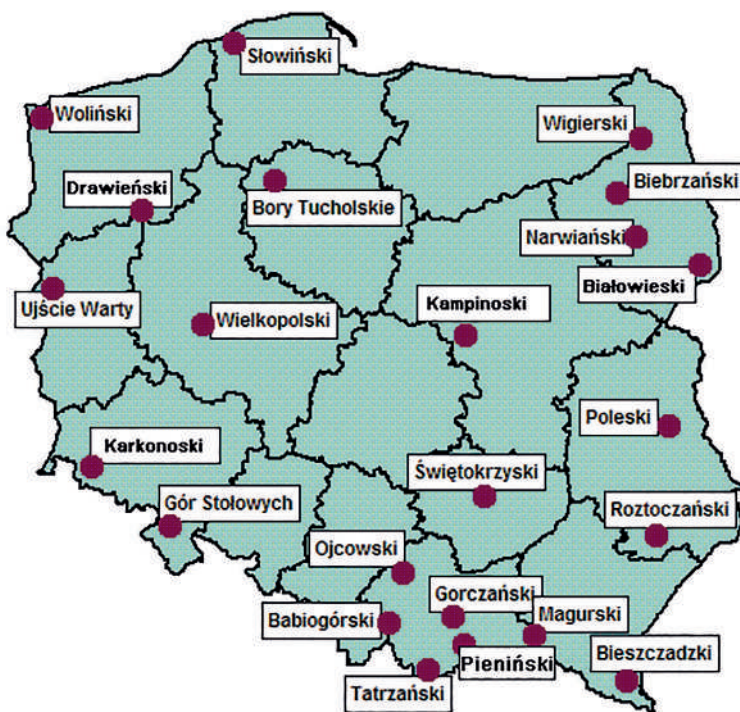 Słowiński
Woliński
Wigierski
Drawieński
Biebrzański
Bory Tucholskie
Narwiański
Białowieski
Ujście Warty
Kampinoski
Wielkopolski
Poleski
Karkonoski
Świętokrzyski
Gór Stołowych
Roztoczański
Ojcowski
Gorczański
Babiogórski
Magurski
Pieniński
Bieszczadzki
Tatrzański